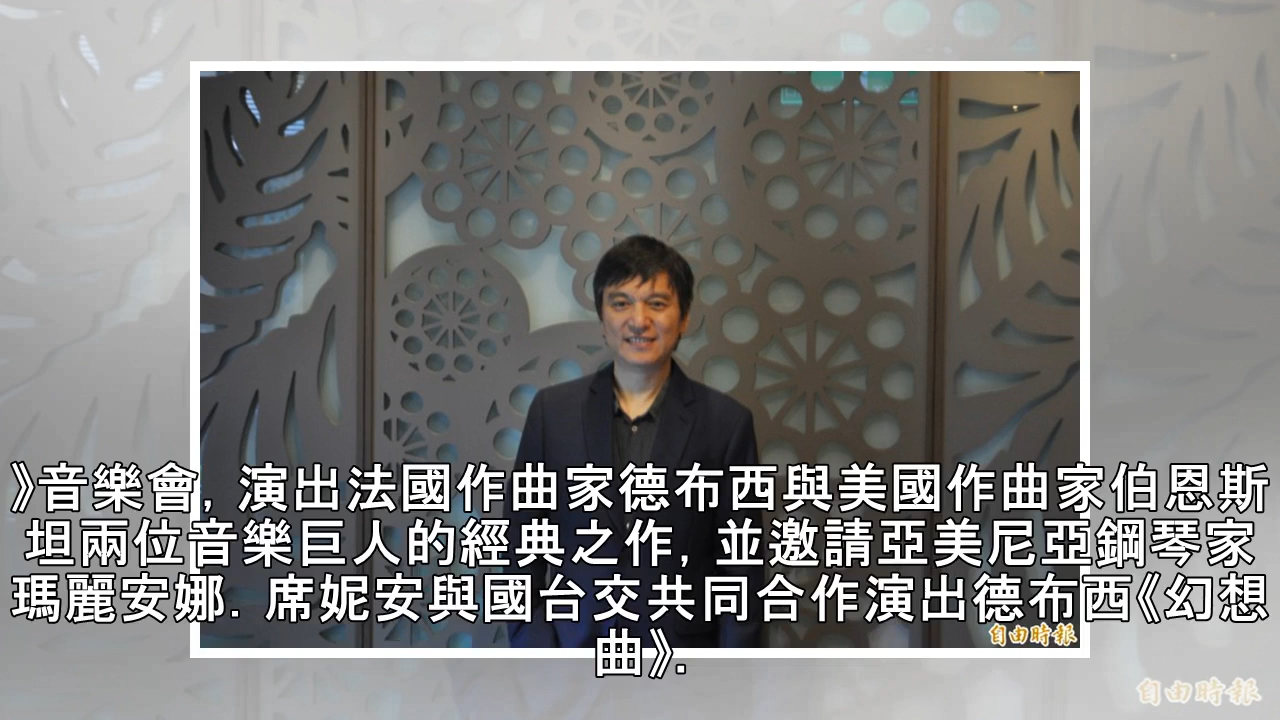 》音樂會, 演出法國作曲家德布西與美國作曲家伯恩斯
坦兩位音樂巨人的經典之作, 並邀請亞美尼亞鋼琴家
瑪麗安娜. 席妮安與國台交共同合作演出德布西《幻想
曲》.
自由時報
自由時報